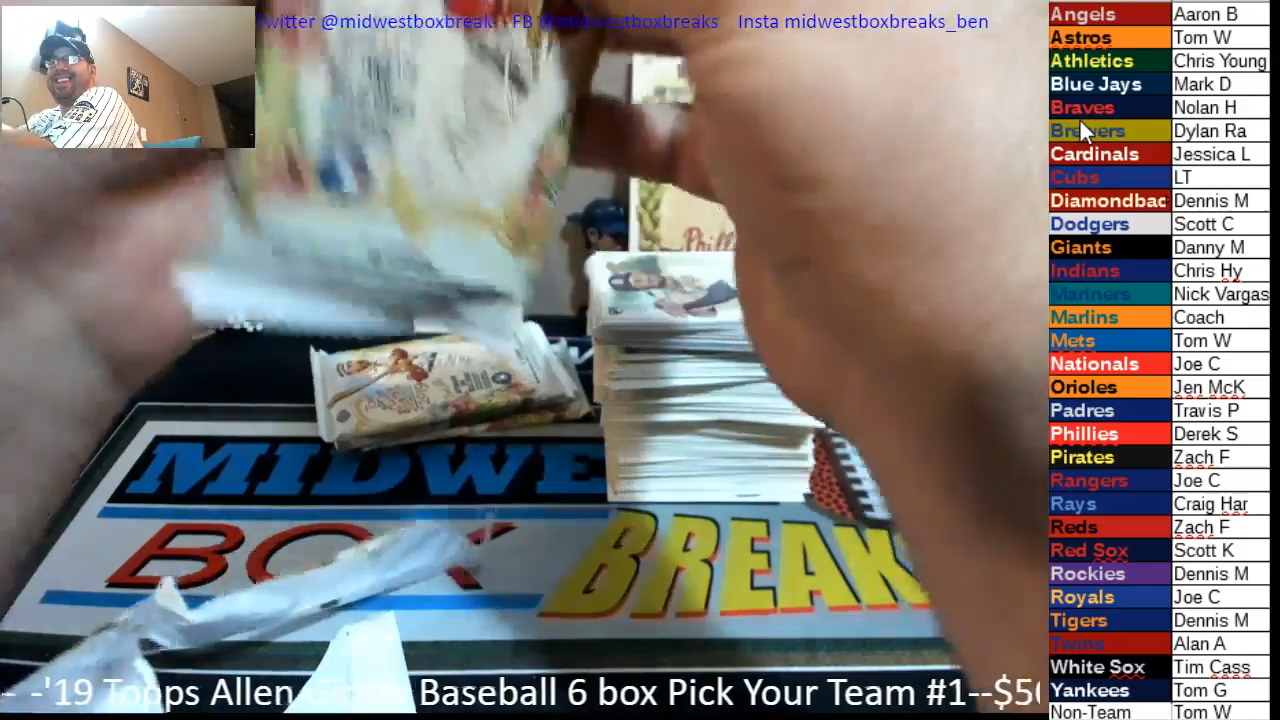 Twitter @midwestboxbreak FB @midwestboxbreaks Insta midwestboxbreaks_ben
Angels Aaron B
Astros Tom W
Athletics Chris Young
Blue Jays Mark D
Braves Nolan H
Brewers Dylan Ra
Cardinals Jessica L
Cubs LT
Diamondbac Dennis M
Dodgers Scott C
Giants Danny M
Indians Chris Hy
Mariners Nick Vargas
Marlins Coach
Mets Tom W
Nationals Joe C
Orioles Jen McK
Padres Travis P
Phillies Derek S
Pirates Zach F
Rangers Joe C
Rays Craig Har
Reds Zach F
Red Sox Scott K
Rockies Dennis M
Royals Joe C
Tigers Dennis M
Twins Alan A
White Sox Tim Cass
Yankees Tom G
Non-Team Tom W
Phill
MIDWE
BOX BREAK
- -'19 Topps Allen Ginter Baseball 6 box Pick Your Team #1--$50